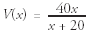 V(x) = 40x / x + 20